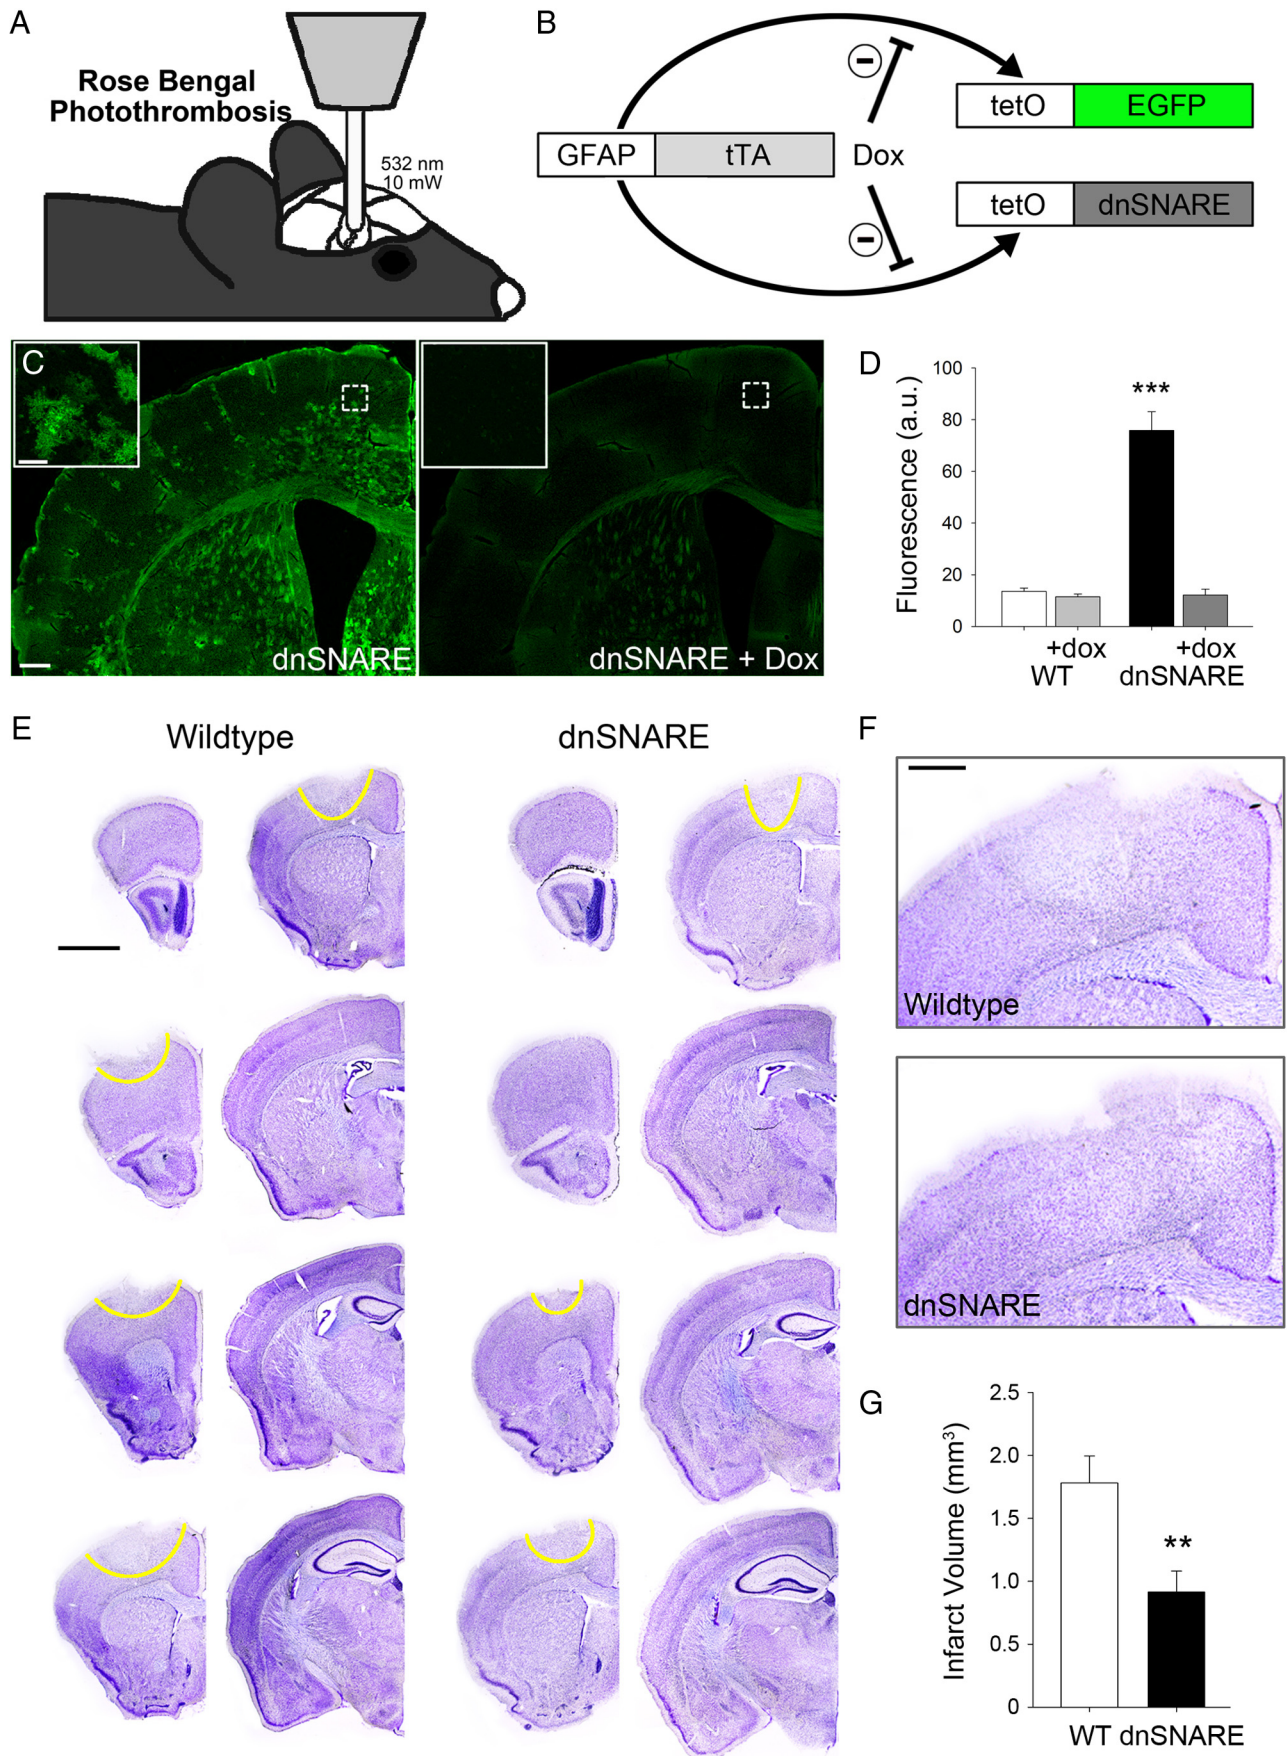 A
Rose Bengal
Photothrombosis
532 nm
10 mW
B
GFAP
tTA
Dox
−
−
tetO
EGFP
tetO
dnSNARE
C
dnSNARE
dnSNARE + Dox
D
Fluorescence (a.u.)
100
80
60
40
20
0
***
+dox
+dox
WT
dnSNARE
E
Wildtype
dnSNARE
F
Wildtype
dnSNARE
G
Infarct Volume (mm³)
2.5
2.0
1.5
1.0
0.5
0
**
WT dnSNARE